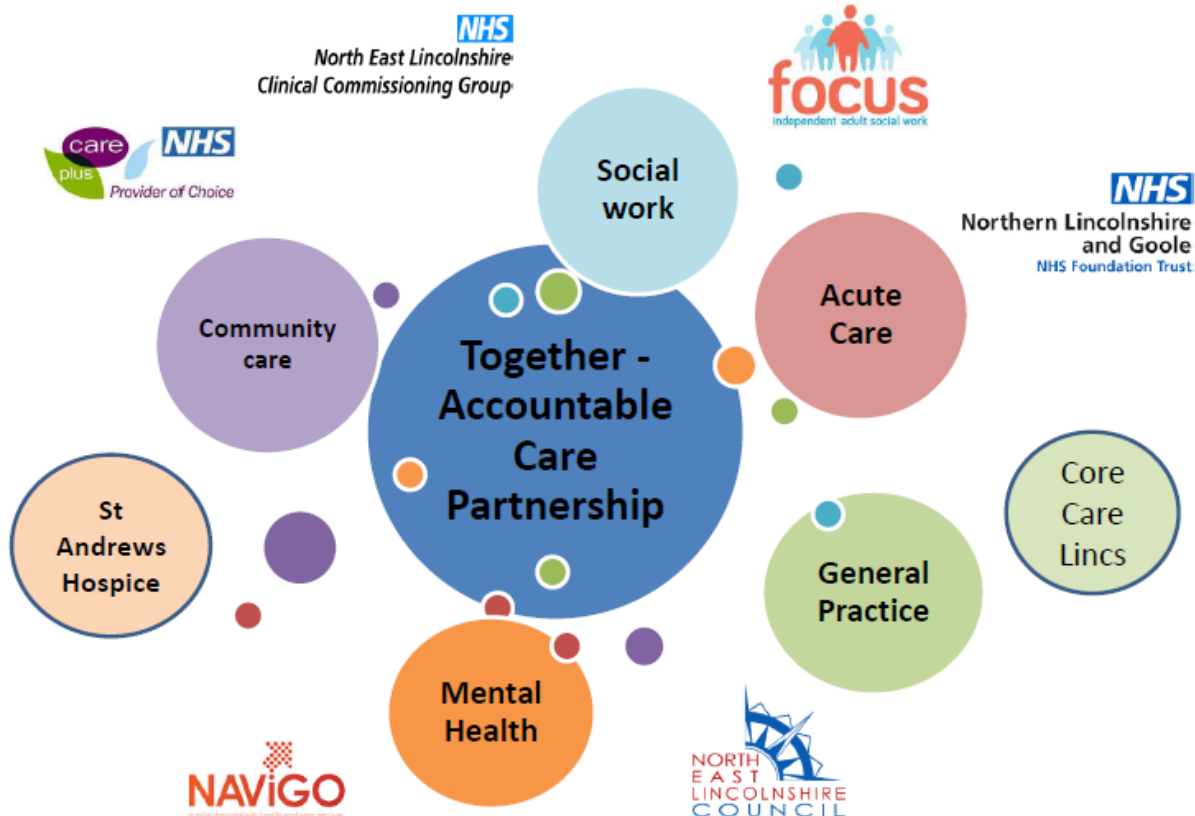 NHS
North East Lincolnshire
Clinical Commissioning Group
focus
independent adult social work
care
plus
NHS
Provider of Choice
Social
work
NHS
Northern Lincolnshire
and Goole
NHS Foundation Trust
Community
care
Acute
Care
Together -
Accountable
Care
Partnership
St
Andrews
Hospice
Core
Care
Lincs
General
Practice
Mental
Health
NAViGO
NORTH
EAST
LINCOLNSHIRE
COUNCIL